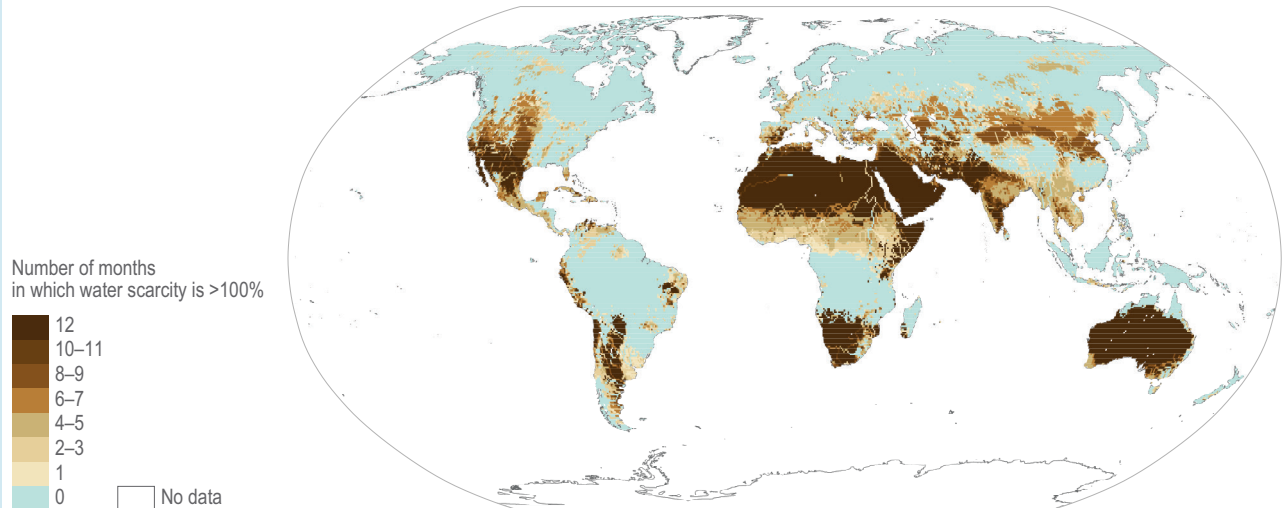 Number of months
in which water scarcity is >100%
12
10–11
8–9
6–7
4–5
2–3
1
0
No data